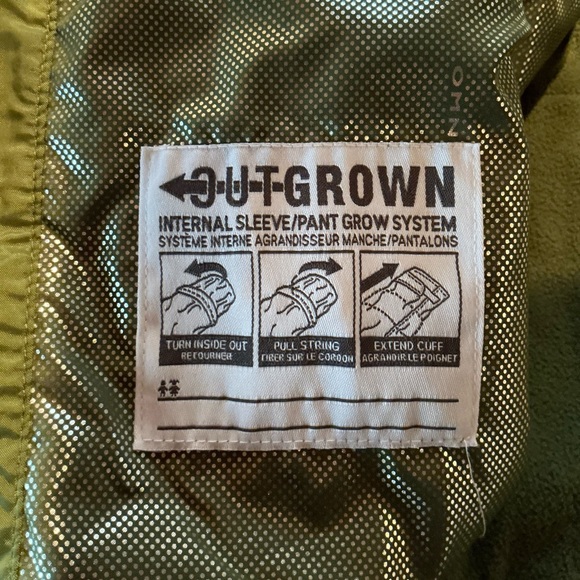 OMN
OUTGROWN
INTERNAL SLEEVE/PANT GROW SYSTEM
SYSTÈME INTERNE AGRANDISSEUR MANCHE/PANTALONS
TURN INSIDE OUT
RETOURNER
PULL STRING
TIRER SUR LE CORDON
EXTEND CUFF
AGRANDIR LE POIGNET